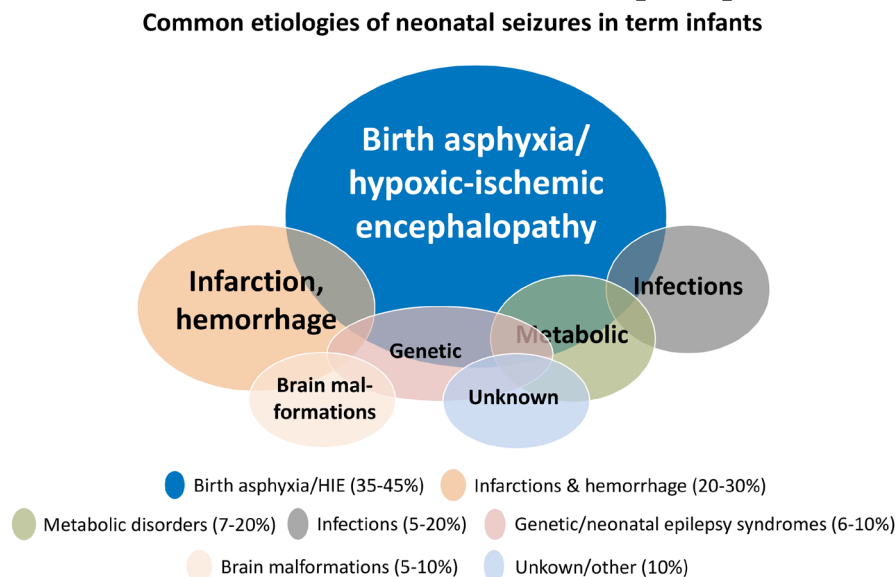 Common etiologies of neonatal seizures in term infants
Birth asphyxia/
hypoxic-ischemic
encephalopathy
Infarction,
hemorrhage
Infections
Metabolic
Genetic
Brain mal-
formations
Unknown
Birth asphyxia/HIE (35-45%)
Infarctions & hemorrhage (20-30%)
Metabolic disorders (7-20%)
Infections (5-20%)
Genetic/neonatal epilepsy syndromes (6-10%)
Brain malformations (5-10%)
Unkown/other (10%)